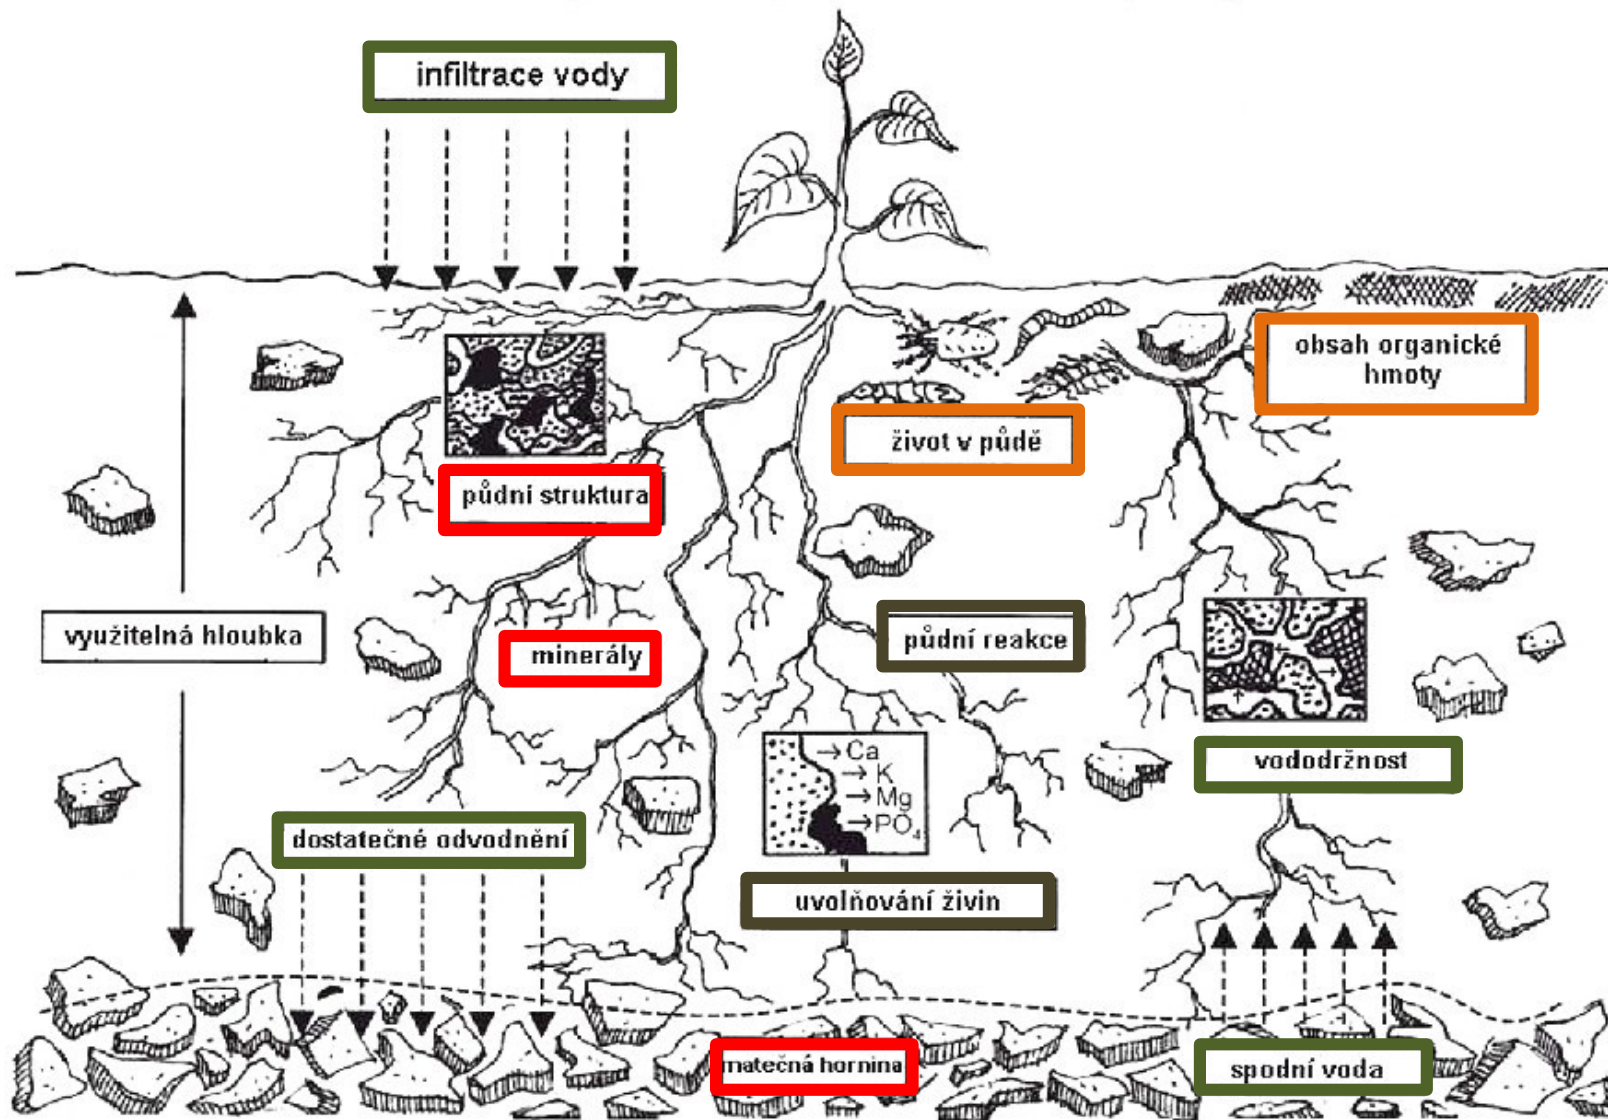 infiltrace vody
obsah organické
hmoty
život v půdě
půdní struktura
využitelná hloubka
minerály
půdní reakce
Ca
K
Mg
PO₄
vododržnost
dostatečné odvodnění
uvolňování živin
matečná hornina
spodní voda